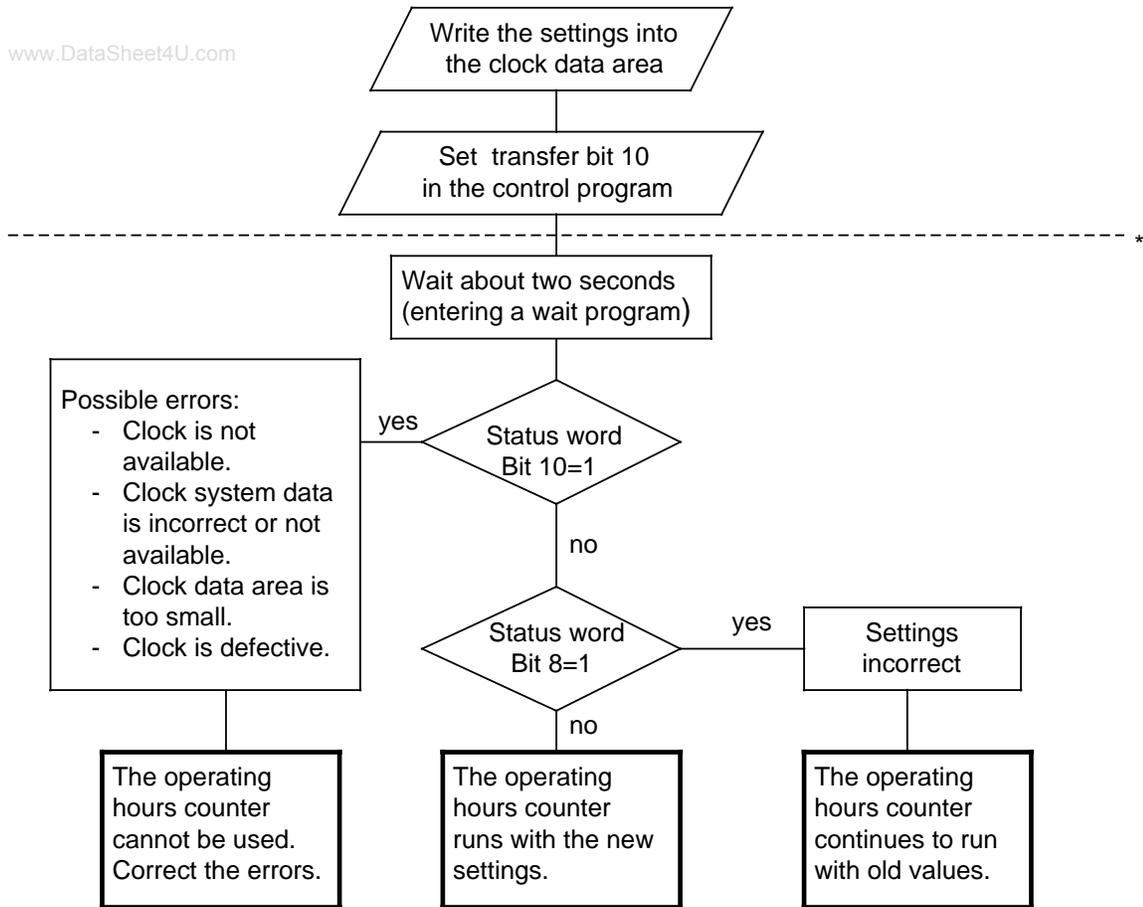 www.DataSheet4U.com
Write the settings into
the clock data area
Set transfer bit 10
in the control program
*
Wait about two seconds
(entering a wait program)
Possible errors:
- Clock is not
available.
- Clock system data
is incorrect or not
available.
- Clock data area is
too small.
- Clock is defective.
yes
Status word
Bit 10=1
no
Status word
Bit 8=1
yes
Settings
incorrect
no
The operating
hours counter
cannot be used.
Correct the errors.
The operating
hours counter
runs with the new
settings.
The operating
hours counter
continues to run
with old values.